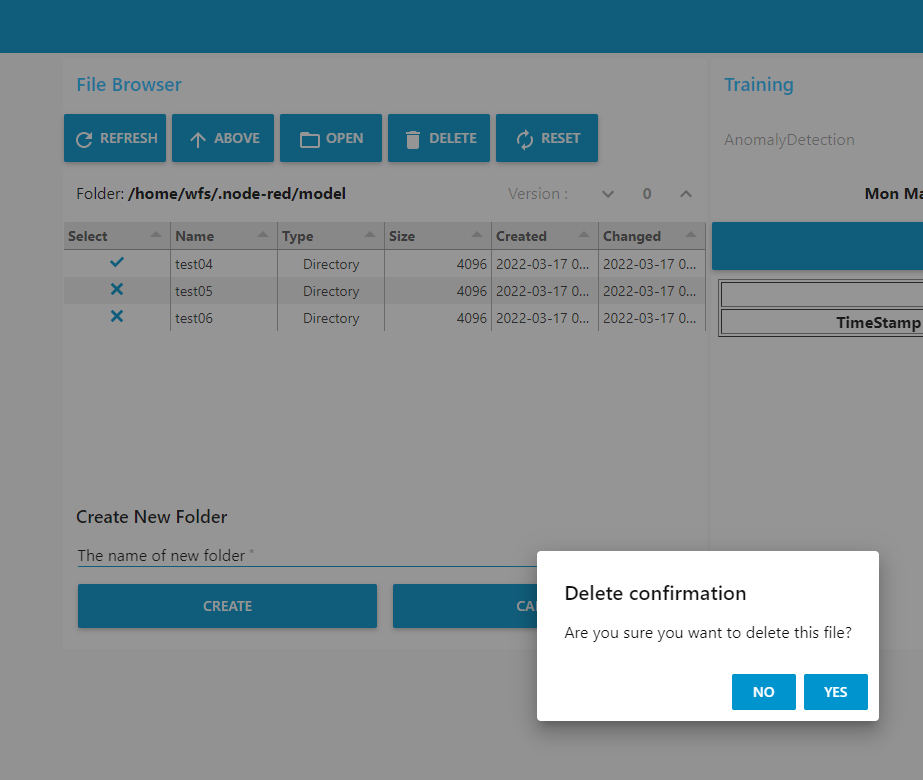 File Browser
Training
REFRESH ABOVE OPEN DELETE RESET
AnomalyDetection
Folder: /home/wfs/.node-red/model Version : 0
Mon
Select Name Type Size Created Changed
test04 Directory 4096 2022-03-17 0... 2022-03-17 0...
test05 Directory 4096 2022-03-17 0... 2022-03-17 0...
test06 Directory 4096 2022-03-17 0... 2022-03-17 0...
TimeStamp
Create New Folder
The name of new folder *
CREATE
Delete confirmation
Are you sure you want to delete this file?
NO YES